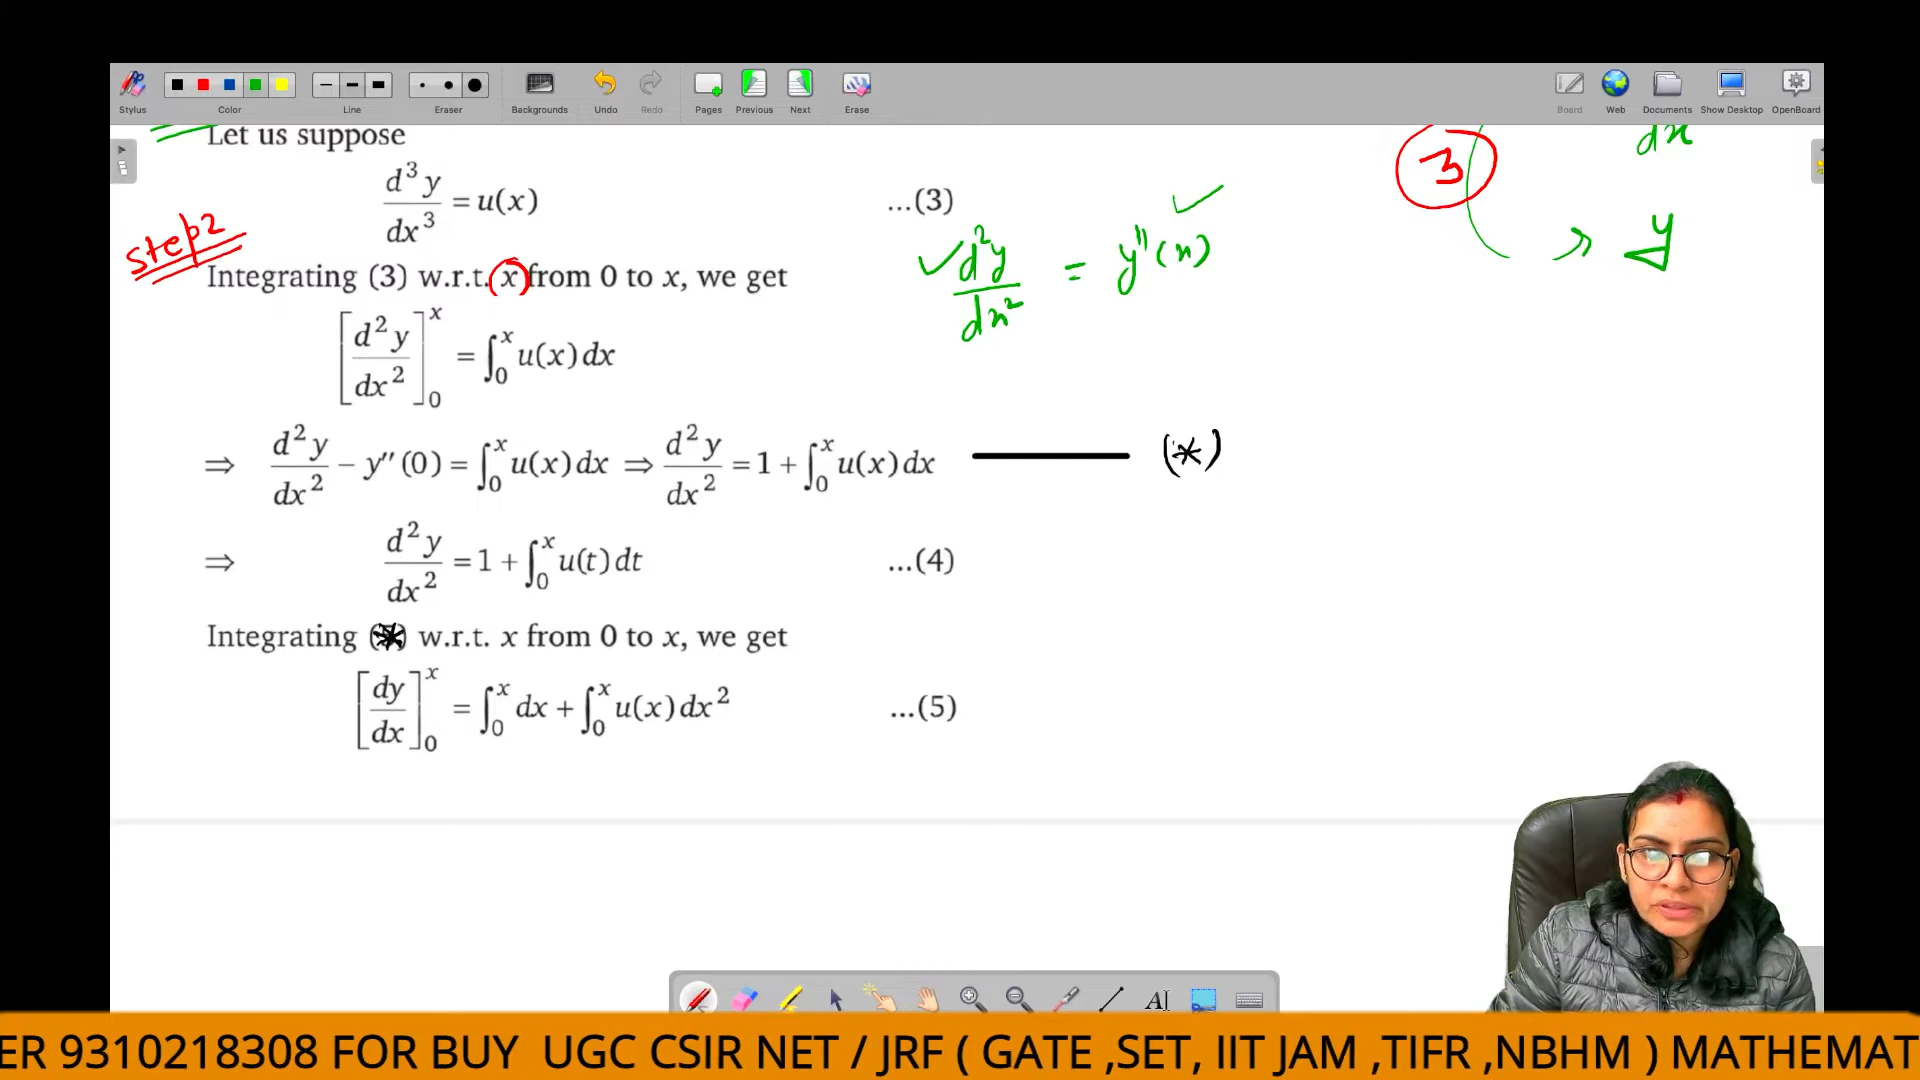 Stylus Color Line Eraser Backgrounds Undo Redo Pages Previous Next Erase Board Web Documents Show Desktop OpenBoard
Let us suppose
dx
3
d³y/dx³ = u(x) ...(3)
y
Step2
d²y/dx² = y''(x)
Integrating (3) w.r.t. x from 0 to x, we get
[d²y/dx²]₀ˣ = ∫₀ˣ u(x) dx
⇒ d²y/dx² − y″(0) = ∫₀ˣ u(x) dx ⇒ d²y/dx² = 1 + ∫₀ˣ u(x) dx (*)
⇒ d²y/dx² = 1 + ∫₀ˣ u(t) dt ...(4)
Integrating (*) w.r.t. x from 0 to x, we get
[dy/dx]₀ˣ = ∫₀ˣ dx + ∫₀ˣ u(x) dx² ...(5)
AI
ER 9310218308 FOR BUY UGC CSIR NET / JRF ( GATE ,SET, IIT JAM ,TIFR ,NBHM ) MATHEMAT